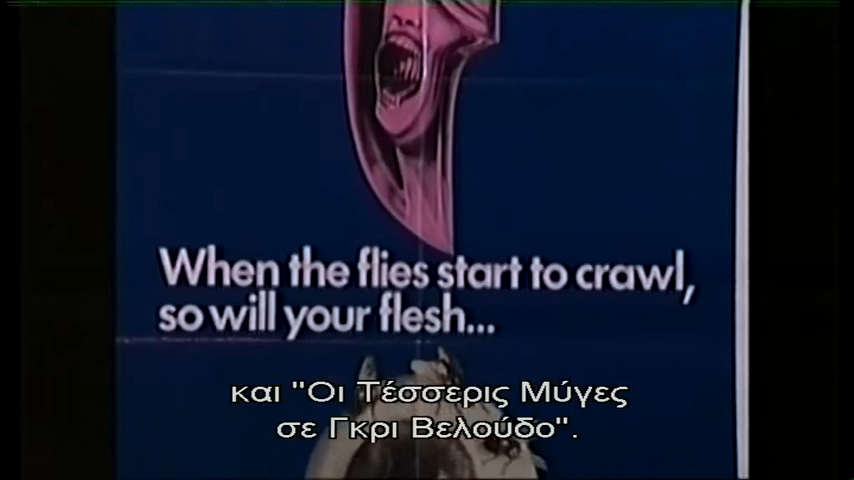 When the flies start to crawl,
so will your flesh...
και "Οι Τέσσερις Μύγες
σε Γκρι Βελούδο".